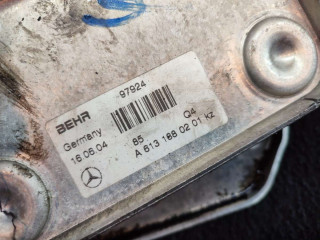 97924
BEHR
Germany
16.06.04 85 Q4
A 613 188 02 01 kz